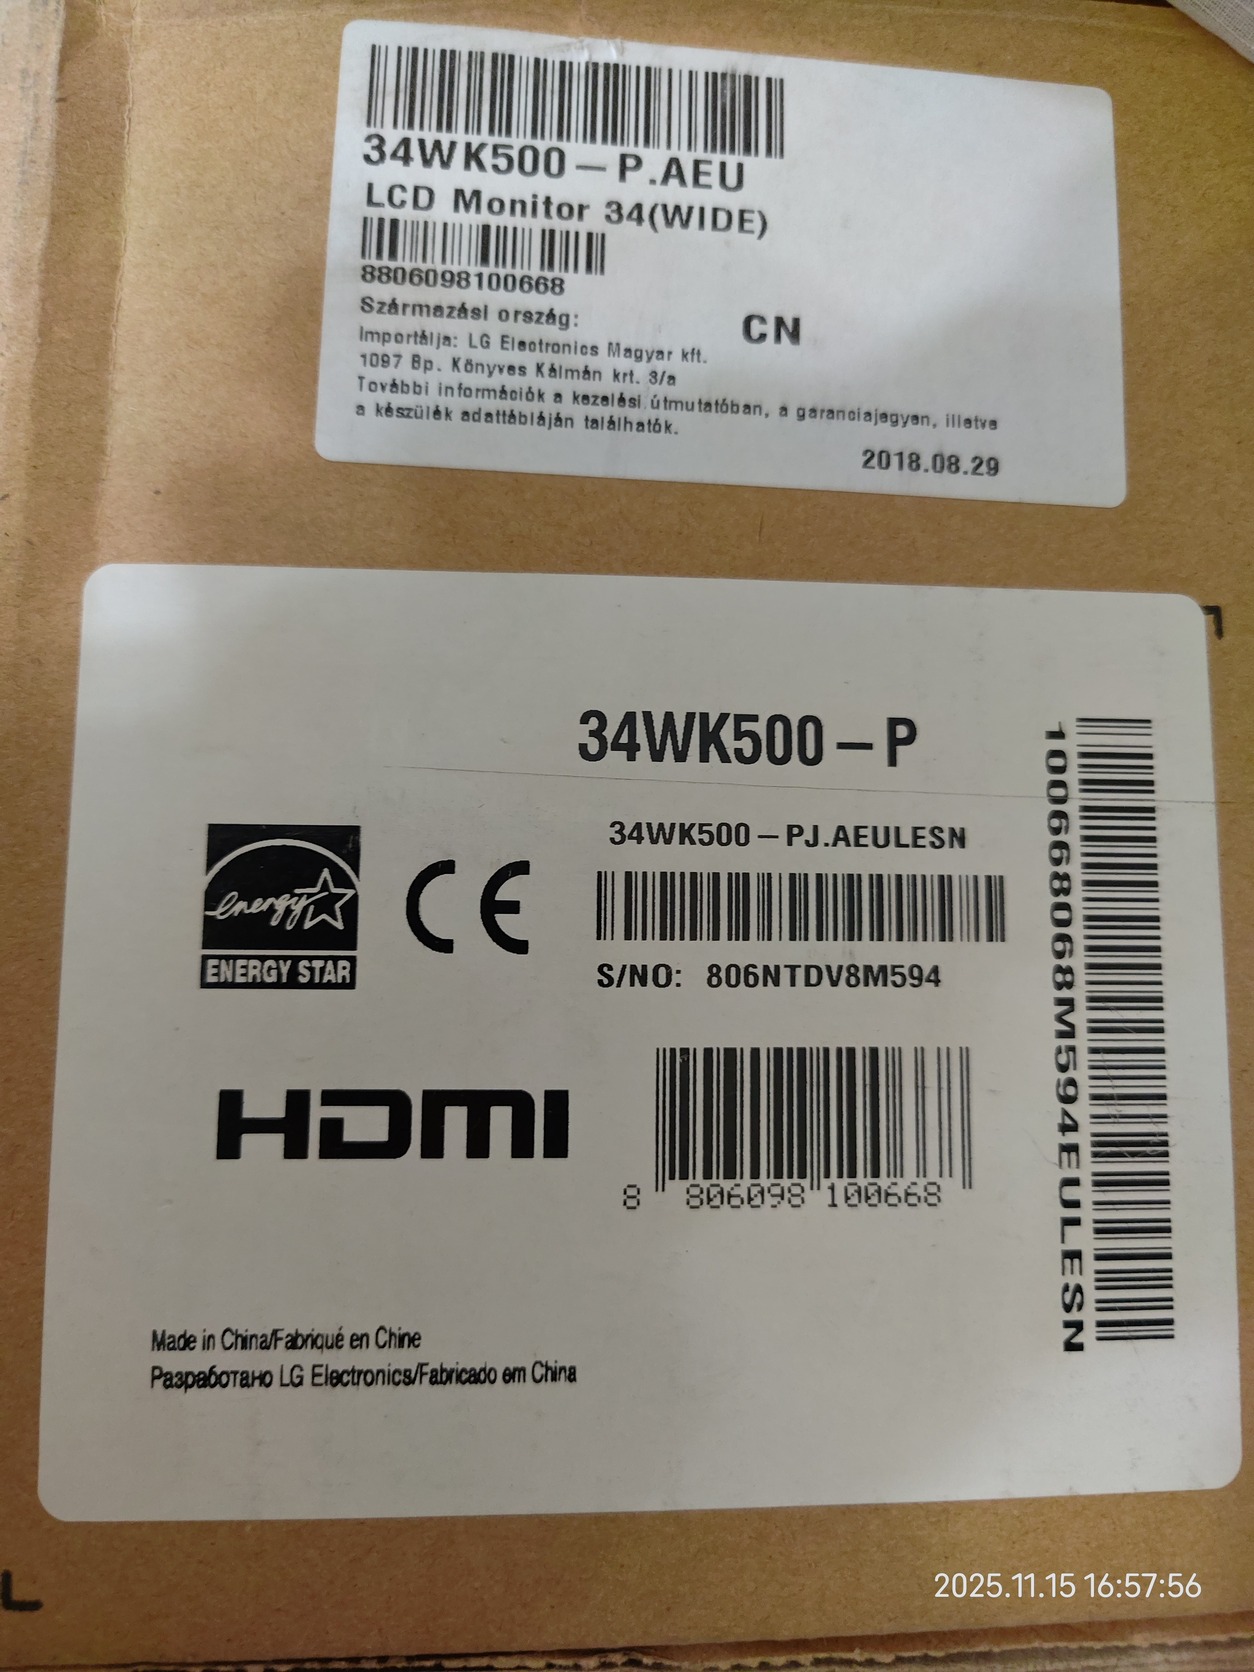 34WK500-P.AEU
LCD Monitor 34(WIDE)
8806098100668
Származási ország:
CN
Importálja: LG Electronics Magyar kft.
1097 Bp. Könyves Kálmán krt. 3/a
További információk a kezelési útmutatóban, a garanciajegyen, illetve
a készülék adattábláján találhatók.
2018.08.29
34WK500-P
34WK500-PJ.AEULESN
S/NO: 806NTDV8M594
energy
ENERGY STAR
CE
HDMI
8 806098 100668
100668068M594EULESN
Made in China/Fabriqué en Chine
Разработано LG Electronics/Fabricado em China
2025.11.15 16:57:56